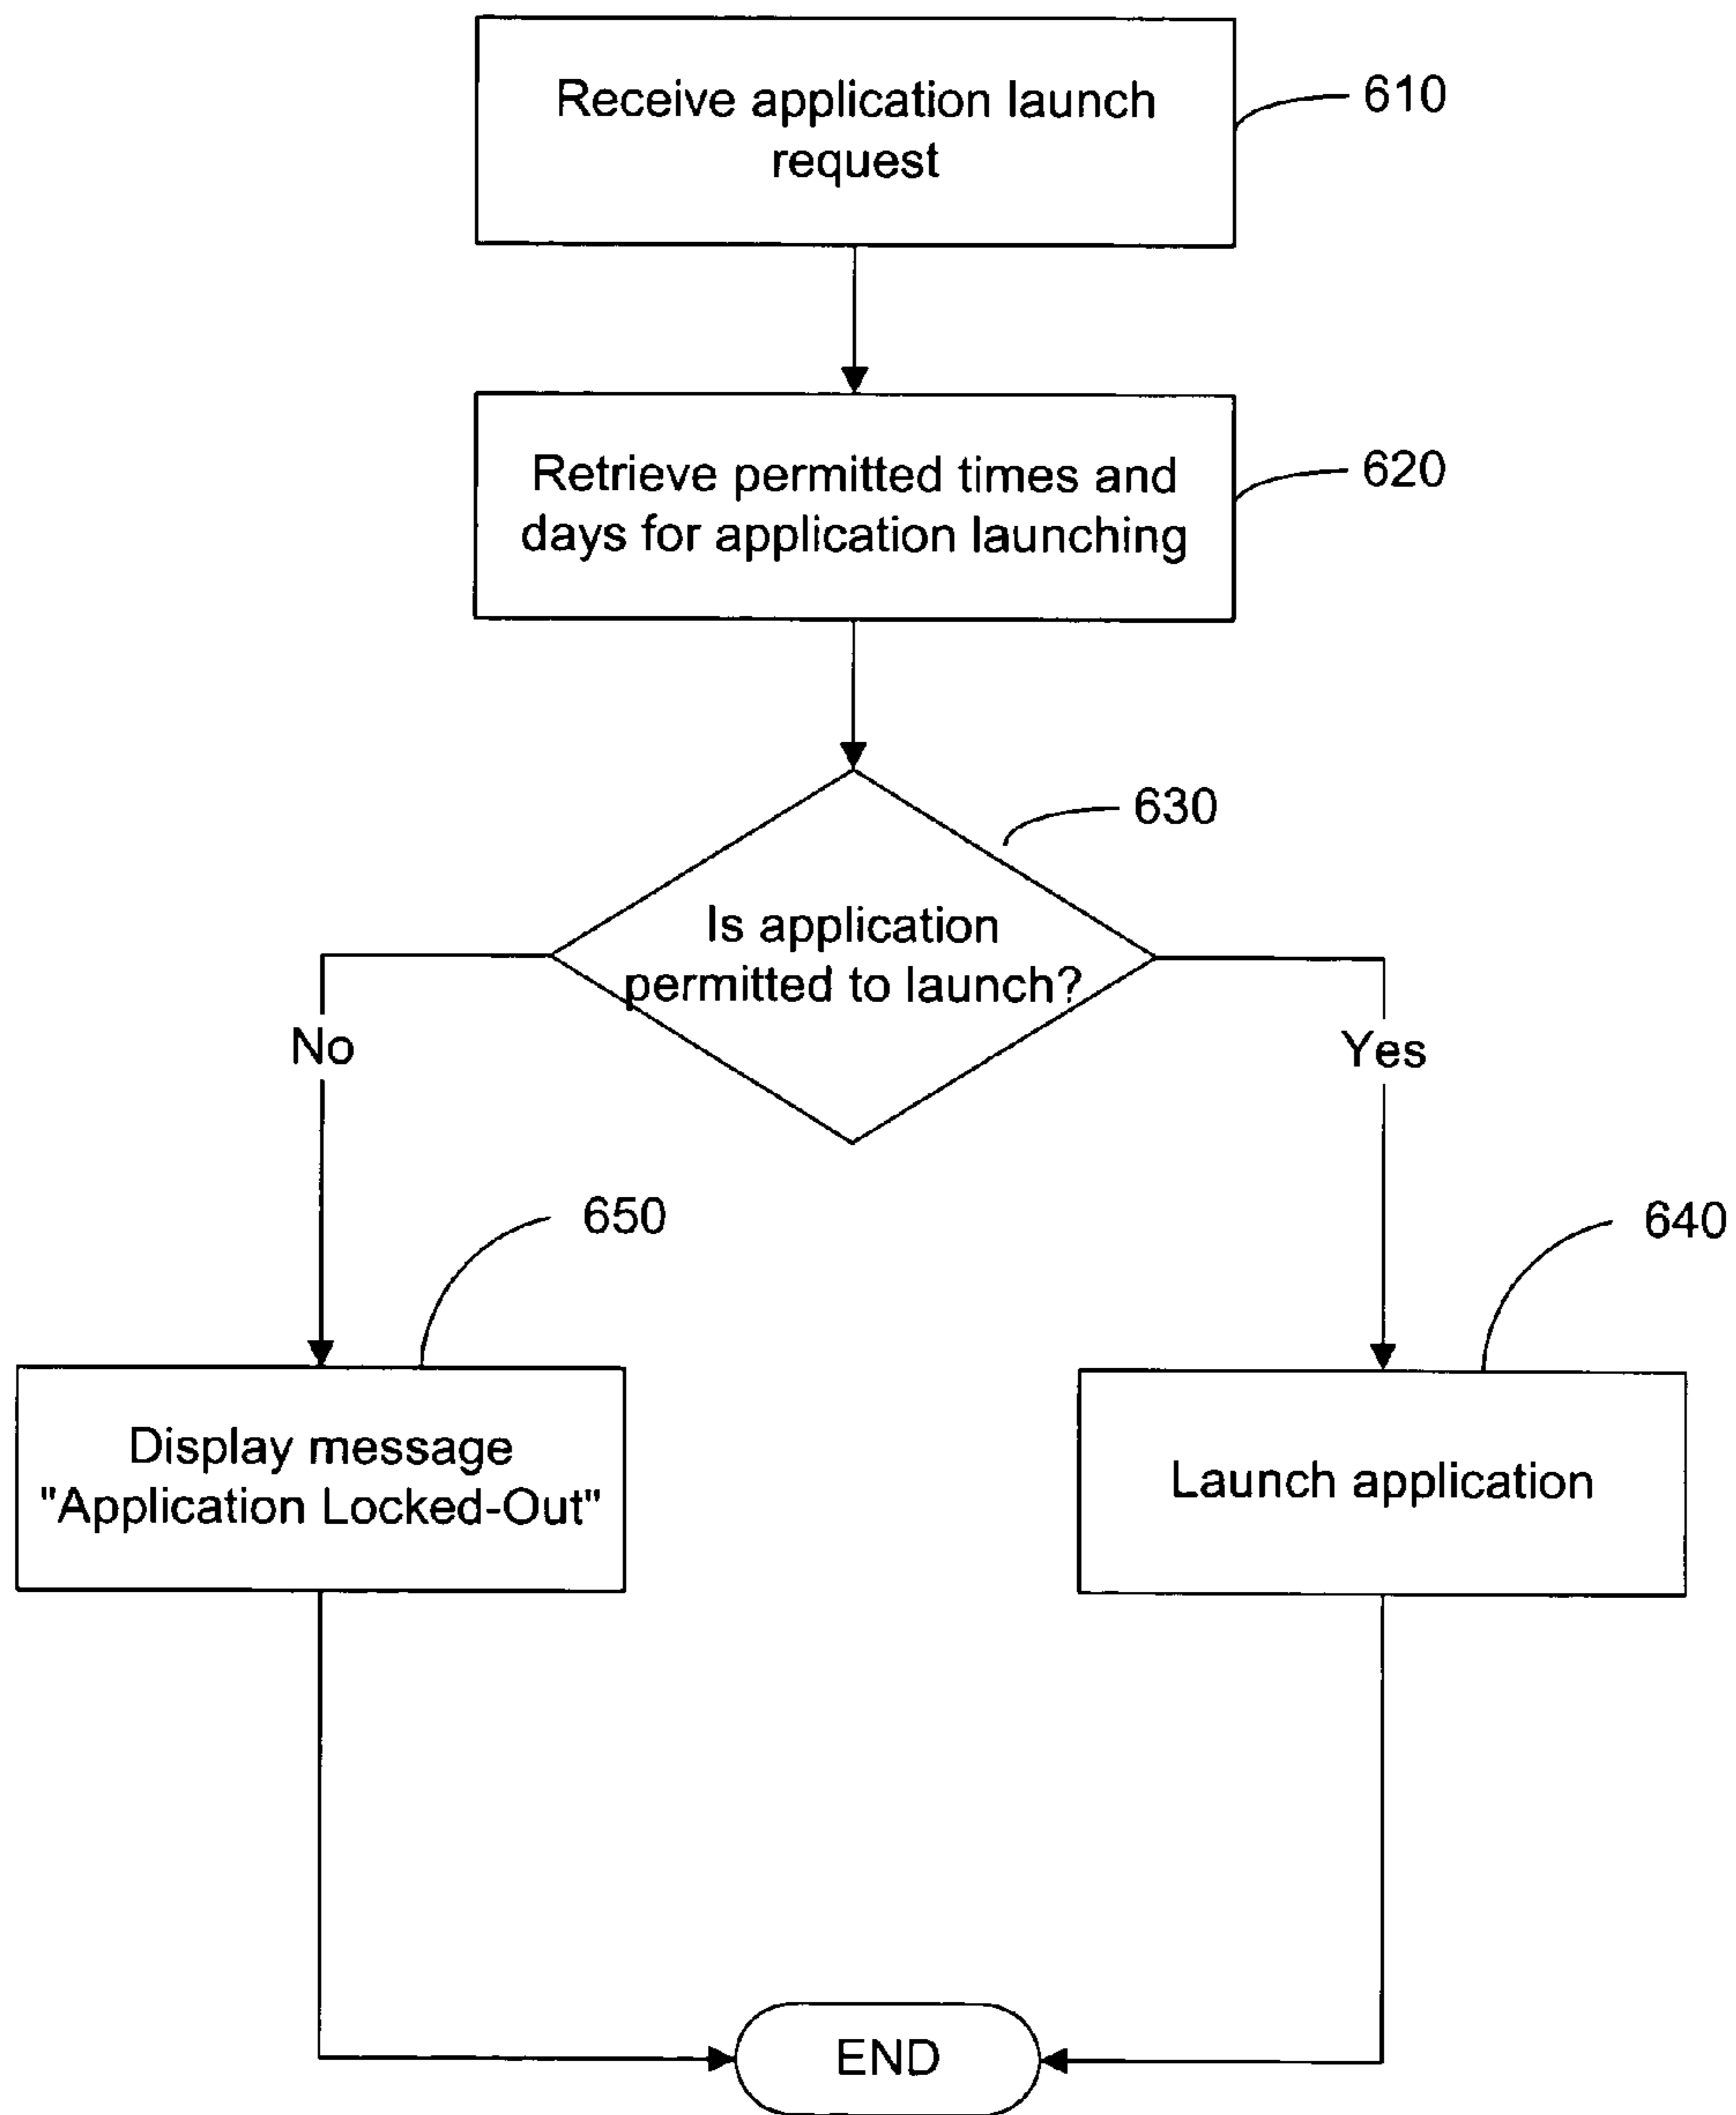 Receive application launch
request
610
Retrieve permitted times and
days for application launching
620
630
Is application
permitted to launch?
No
Yes
650
640
Display message
"Application Locked-Out"
Launch application
END